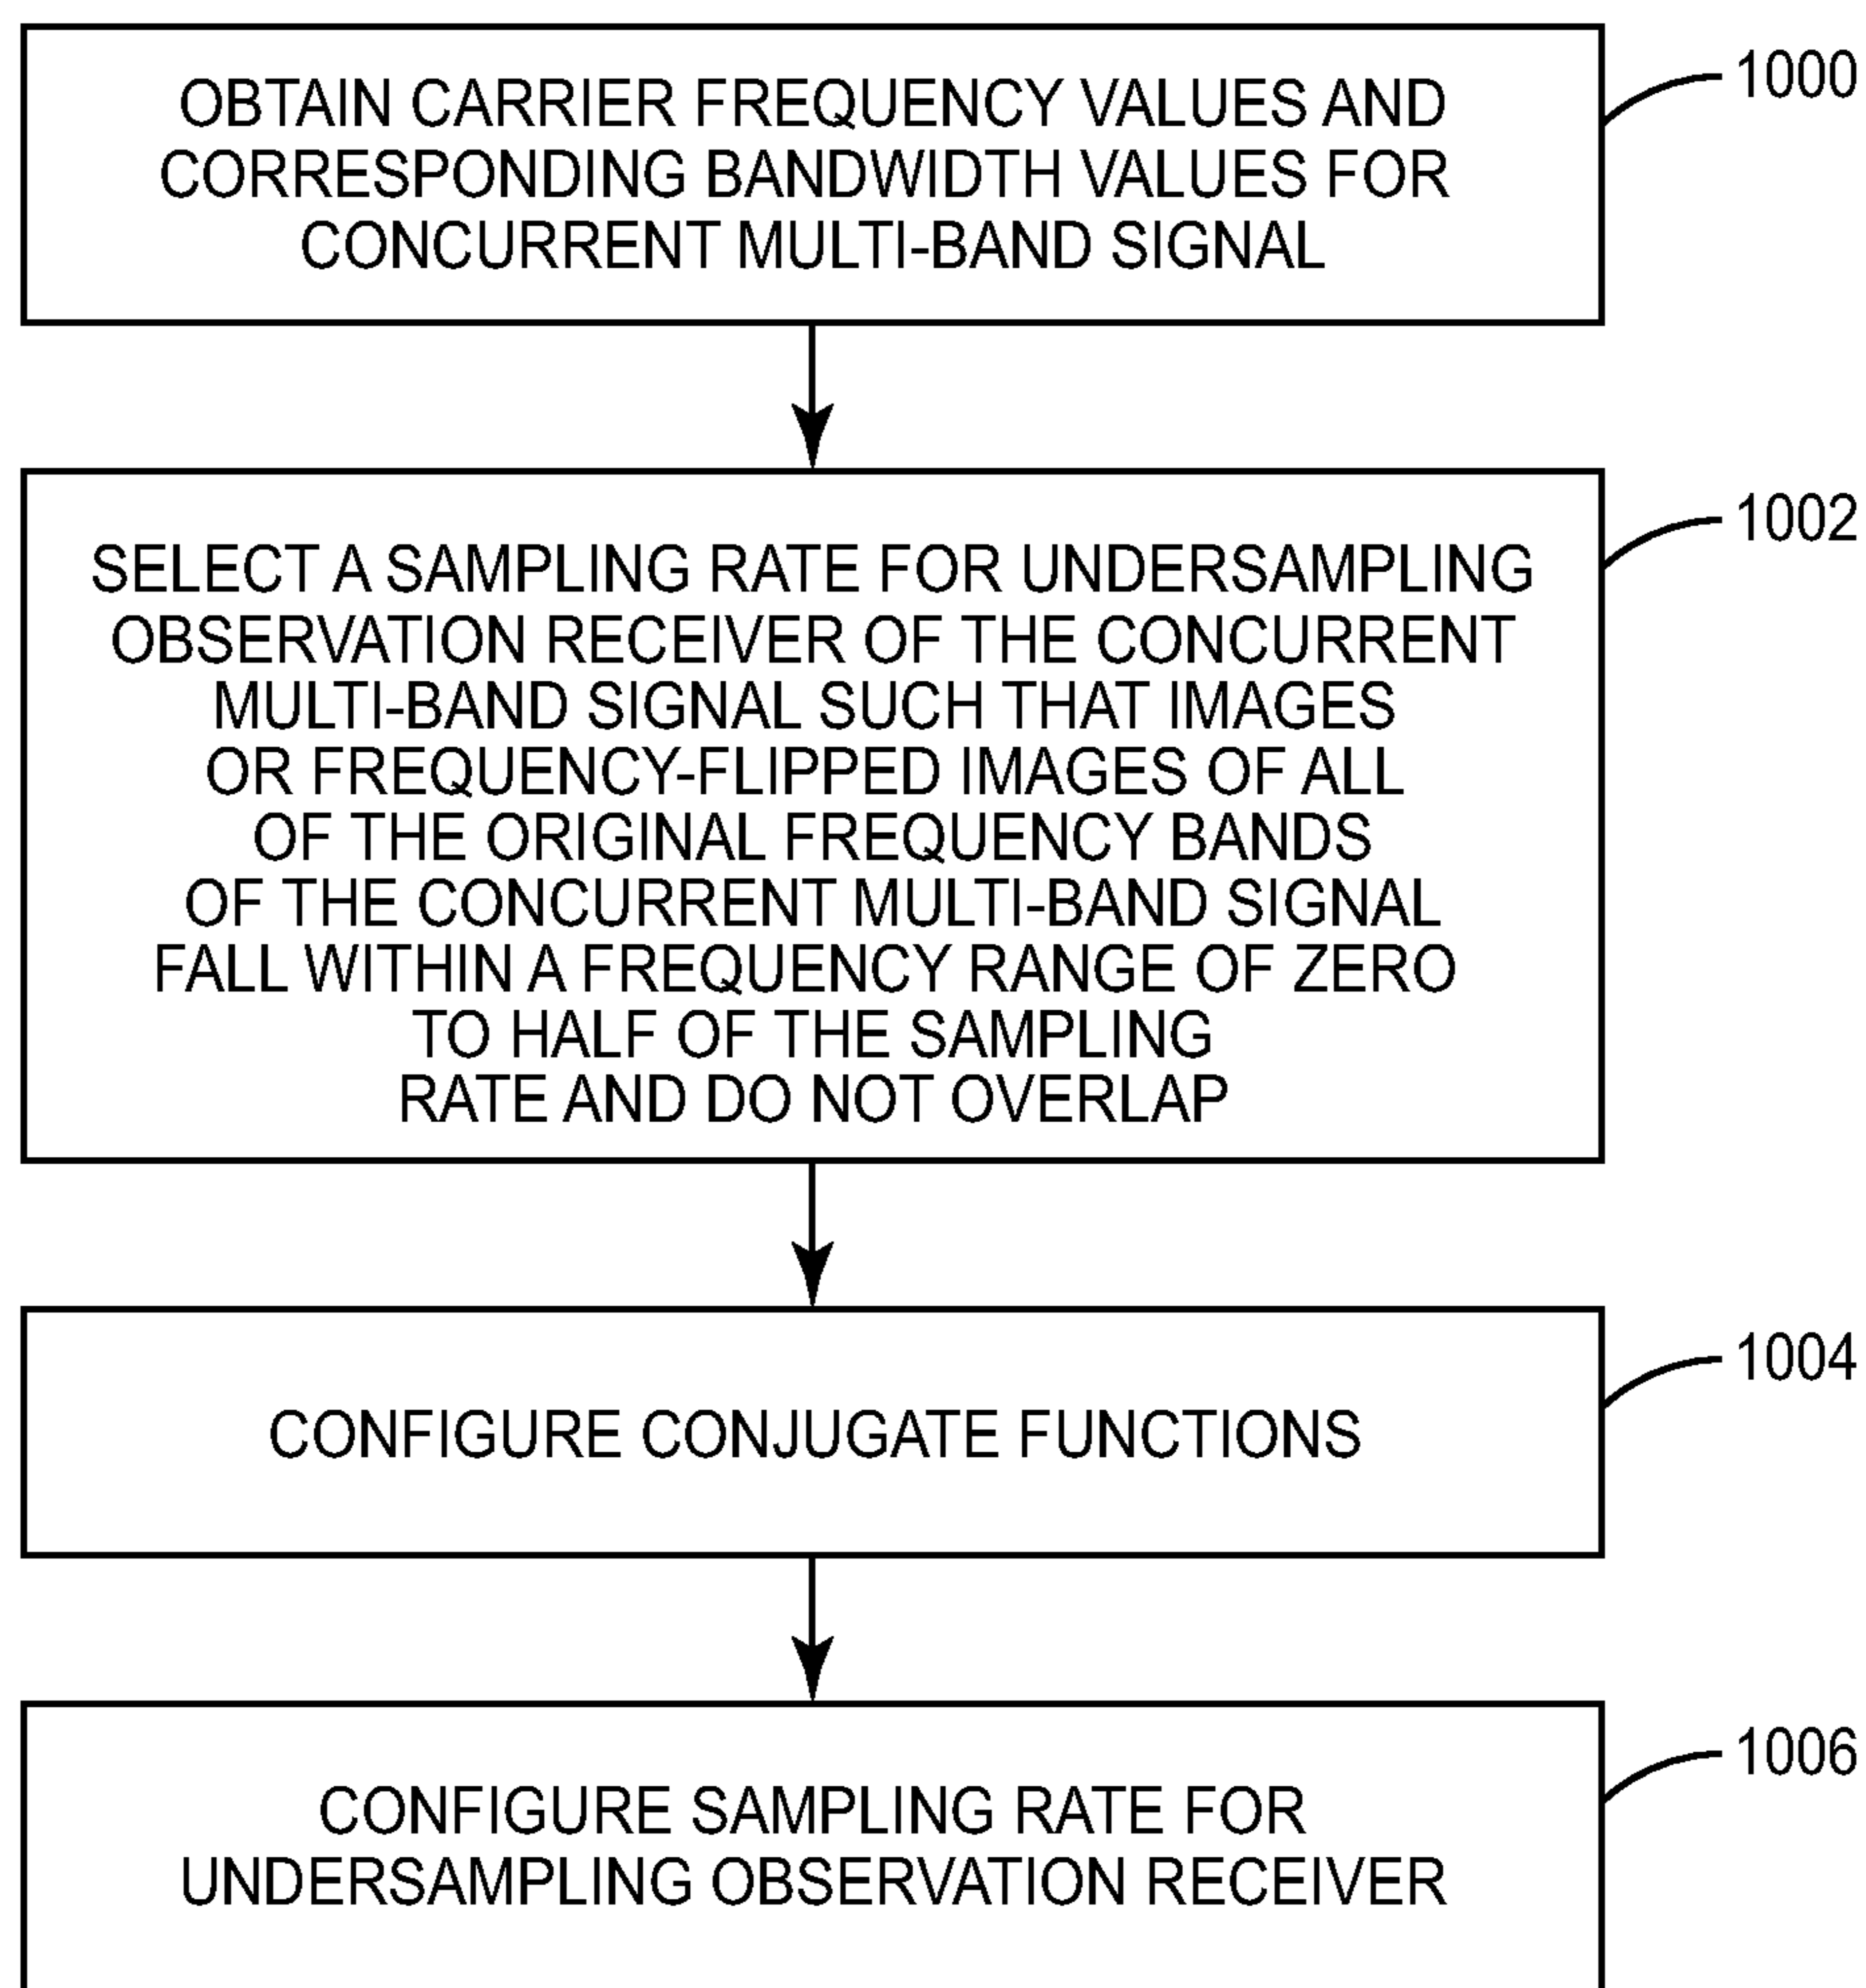 OBTAIN CARRIER FREQUENCY VALUES AND
CORRESPONDING BANDWIDTH VALUES FOR
CONCURRENT MULTI-BAND SIGNAL
1000
SELECT A SAMPLING RATE FOR UNDERSAMPLING
OBSERVATION RECEIVER OF THE CONCURRENT
MULTI-BAND SIGNAL SUCH THAT IMAGES
OR FREQUENCY-FLIPPED IMAGES OF ALL
OF THE ORIGINAL FREQUENCY BANDS
OF THE CONCURRENT MULTI-BAND SIGNAL
FALL WITHIN A FREQUENCY RANGE OF ZERO
TO HALF OF THE SAMPLING
RATE AND DO NOT OVERLAP
1002
CONFIGURE CONJUGATE FUNCTIONS
1004
CONFIGURE SAMPLING RATE FOR
UNDERSAMPLING OBSERVATION RECEIVER
1006